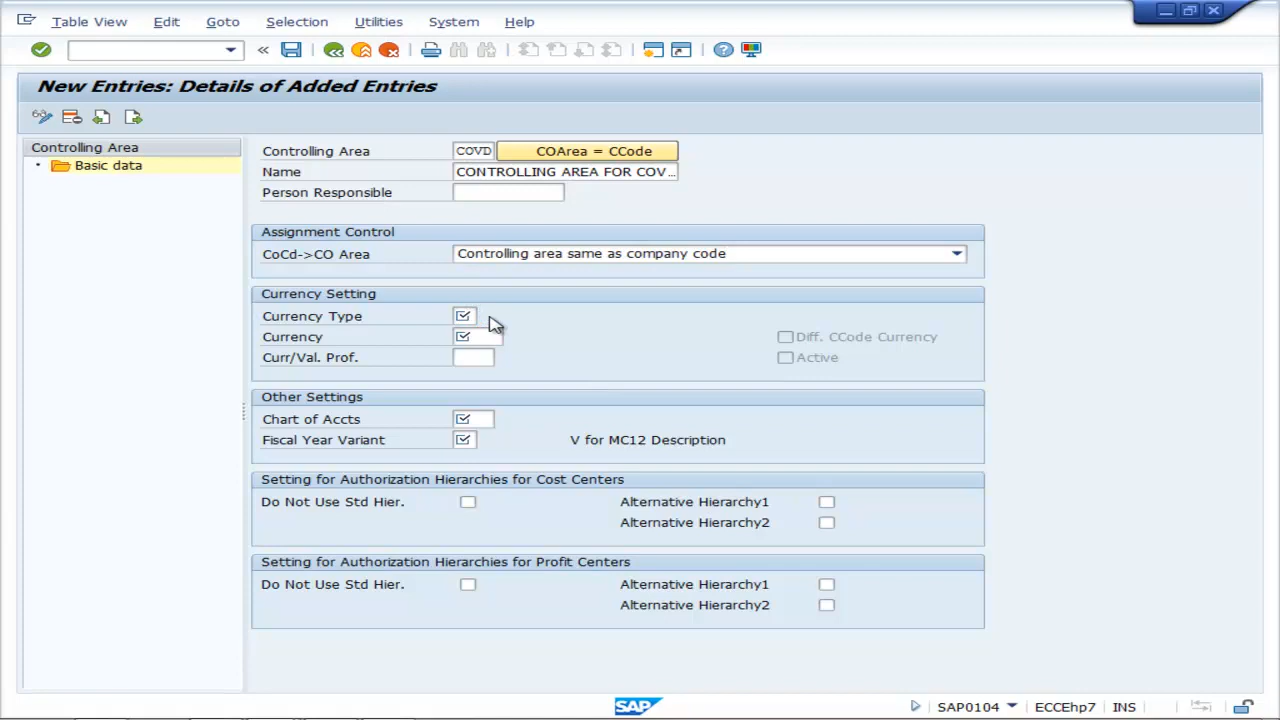 Table View Edit Goto Selection Utilities System Help
New Entries: Details of Added Entries
Controlling Area
Basic data
Controlling Area COVD COArea = CCode
Name CONTROLLING AREA FOR COV...
Person Responsible
Assignment Control
CoCd->CO Area Controlling area same as company code
Currency Setting
Currency Type
Currency Diff. CCode Currency
Curr/Val. Prof. Active
Other Settings
Chart of Accts
Fiscal Year Variant V for MC12 Description
Setting for Authorization Hierarchies for Cost Centers
Do Not Use Std Hier. Alternative Hierarchy1
Alternative Hierarchy2
Setting for Authorization Hierarchies for Profit Centers
Do Not Use Std Hier. Alternative Hierarchy1
Alternative Hierarchy2
SAP SAP0104 ECCEhp7 INS